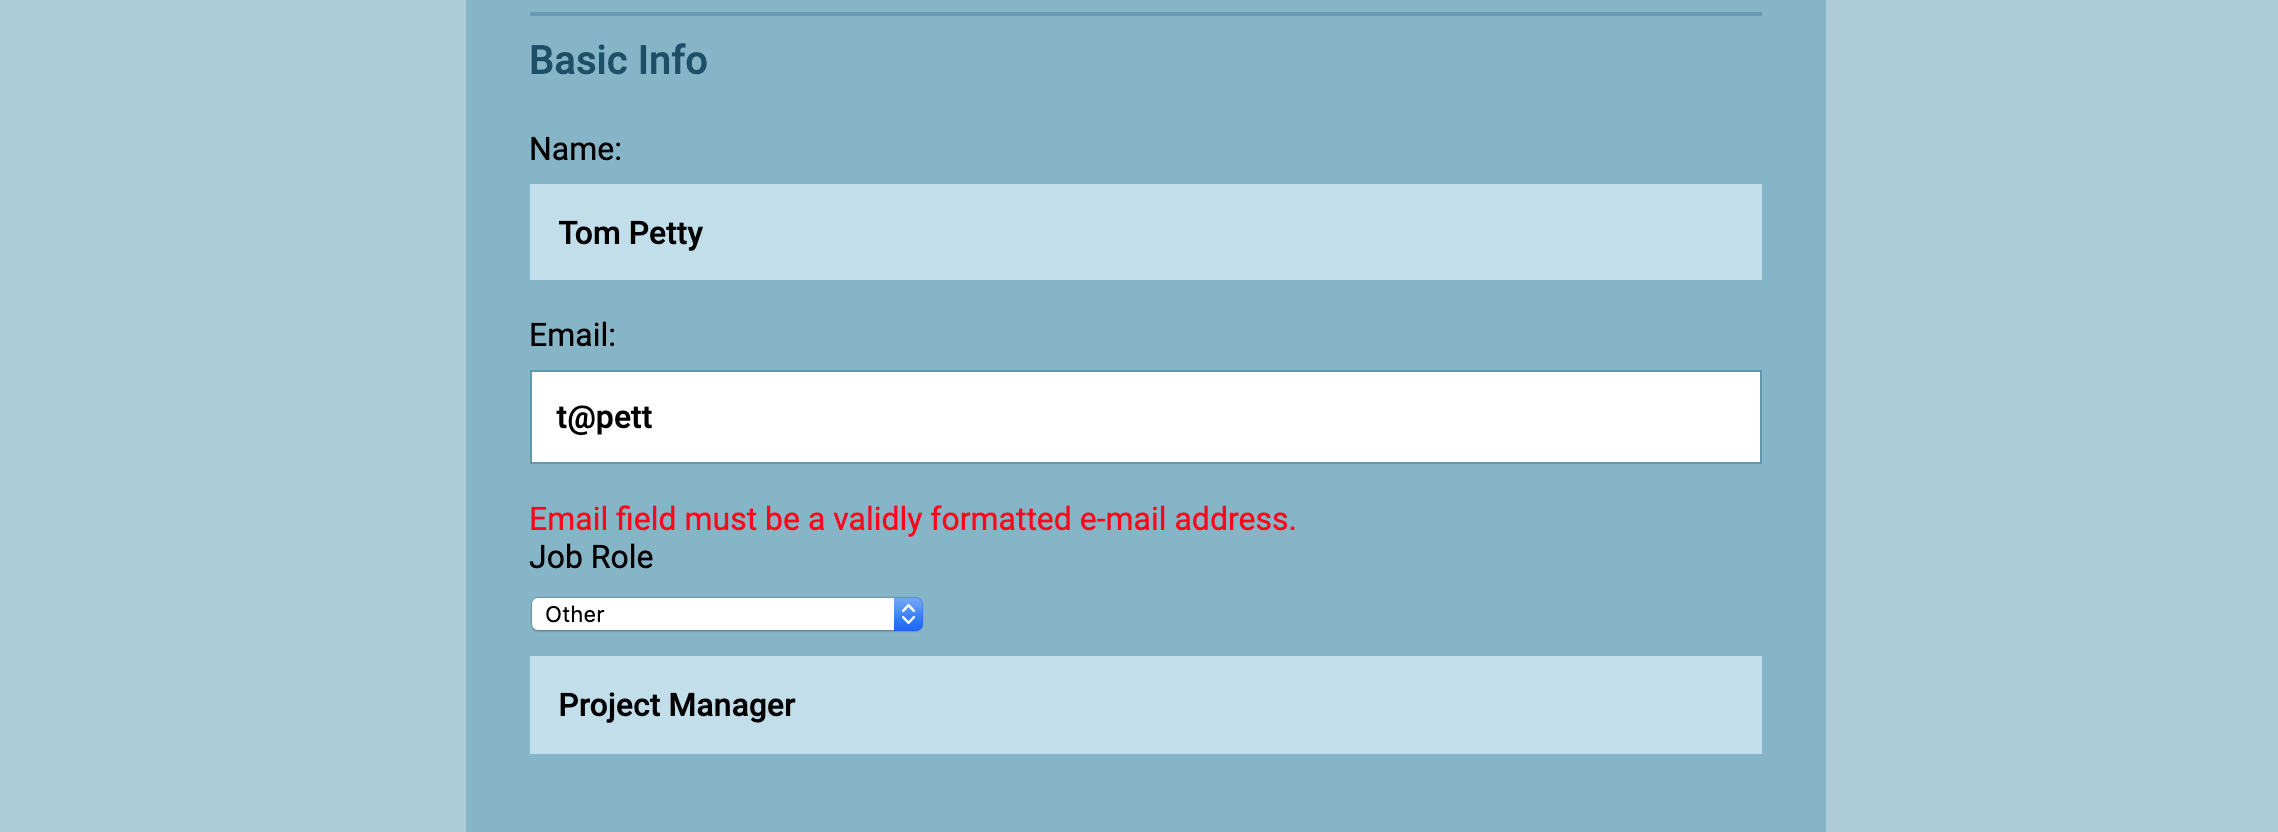 Basic Info
Name:
Tom Petty
Email:
t@pett
Email field must be a validly formatted e-mail address.
Job Role
Other
Project Manager